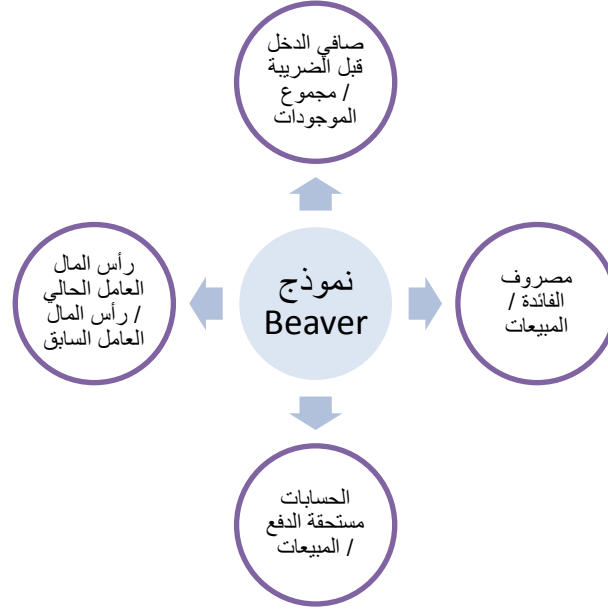 صافي الدخل
قبل الضريبة
/ مجموع
الموجودات
مصروف
الفائدة /
المبيعات
نموذج
Beaver
رأس المال
العامل الحالي
/ رأس المال
العامل السابق
الحسابات
مستحقة الدفع
/ المبيعات